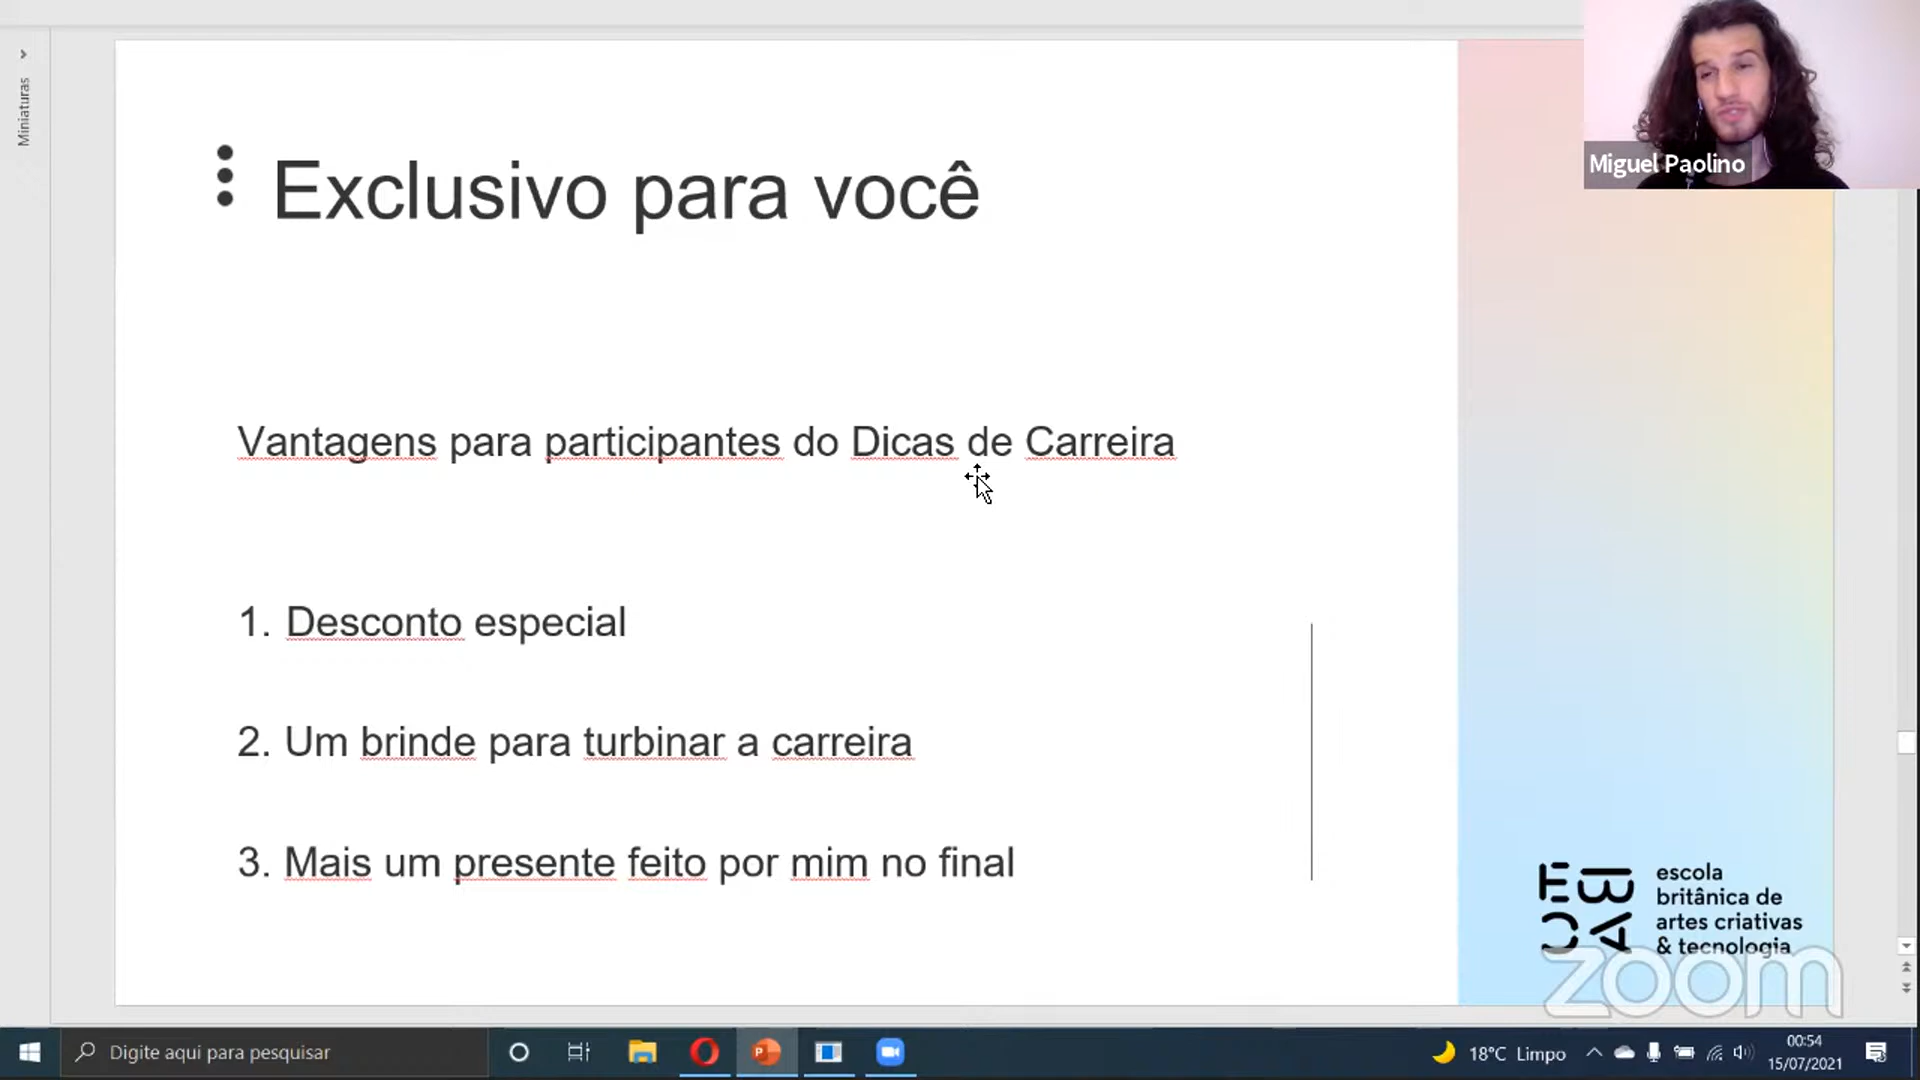 Miniaturas
Miguel Paolino
Exclusivo para você
Vantagens para participantes do Dicas de Carreira
1. Desconto especial
2. Um brinde para turbinar a carreira
3. Mais um presente feito por mim no final
EBAC
escola
britânica de
artes criativas
& tecnologia
zoom
Digite aqui para pesquisar
18°C Limpo
00:54
15/07/2021